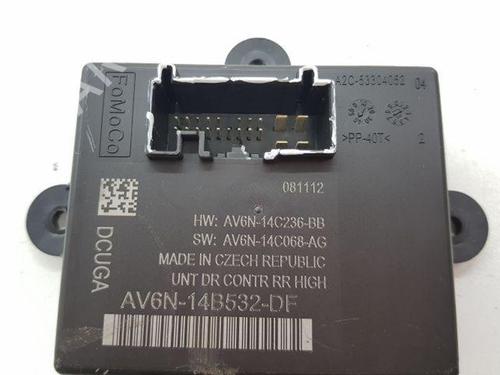 FoMoCo
A2C-53304052 04
>PP-40T< 2
081112
HW: AV6N-14C236-BB
SW: AV6N-14C068-AG
MADE IN CZECH REPUBLIC
UNT DR CONTR RR HIGH
DCUGA
AV6N-14B532-DF